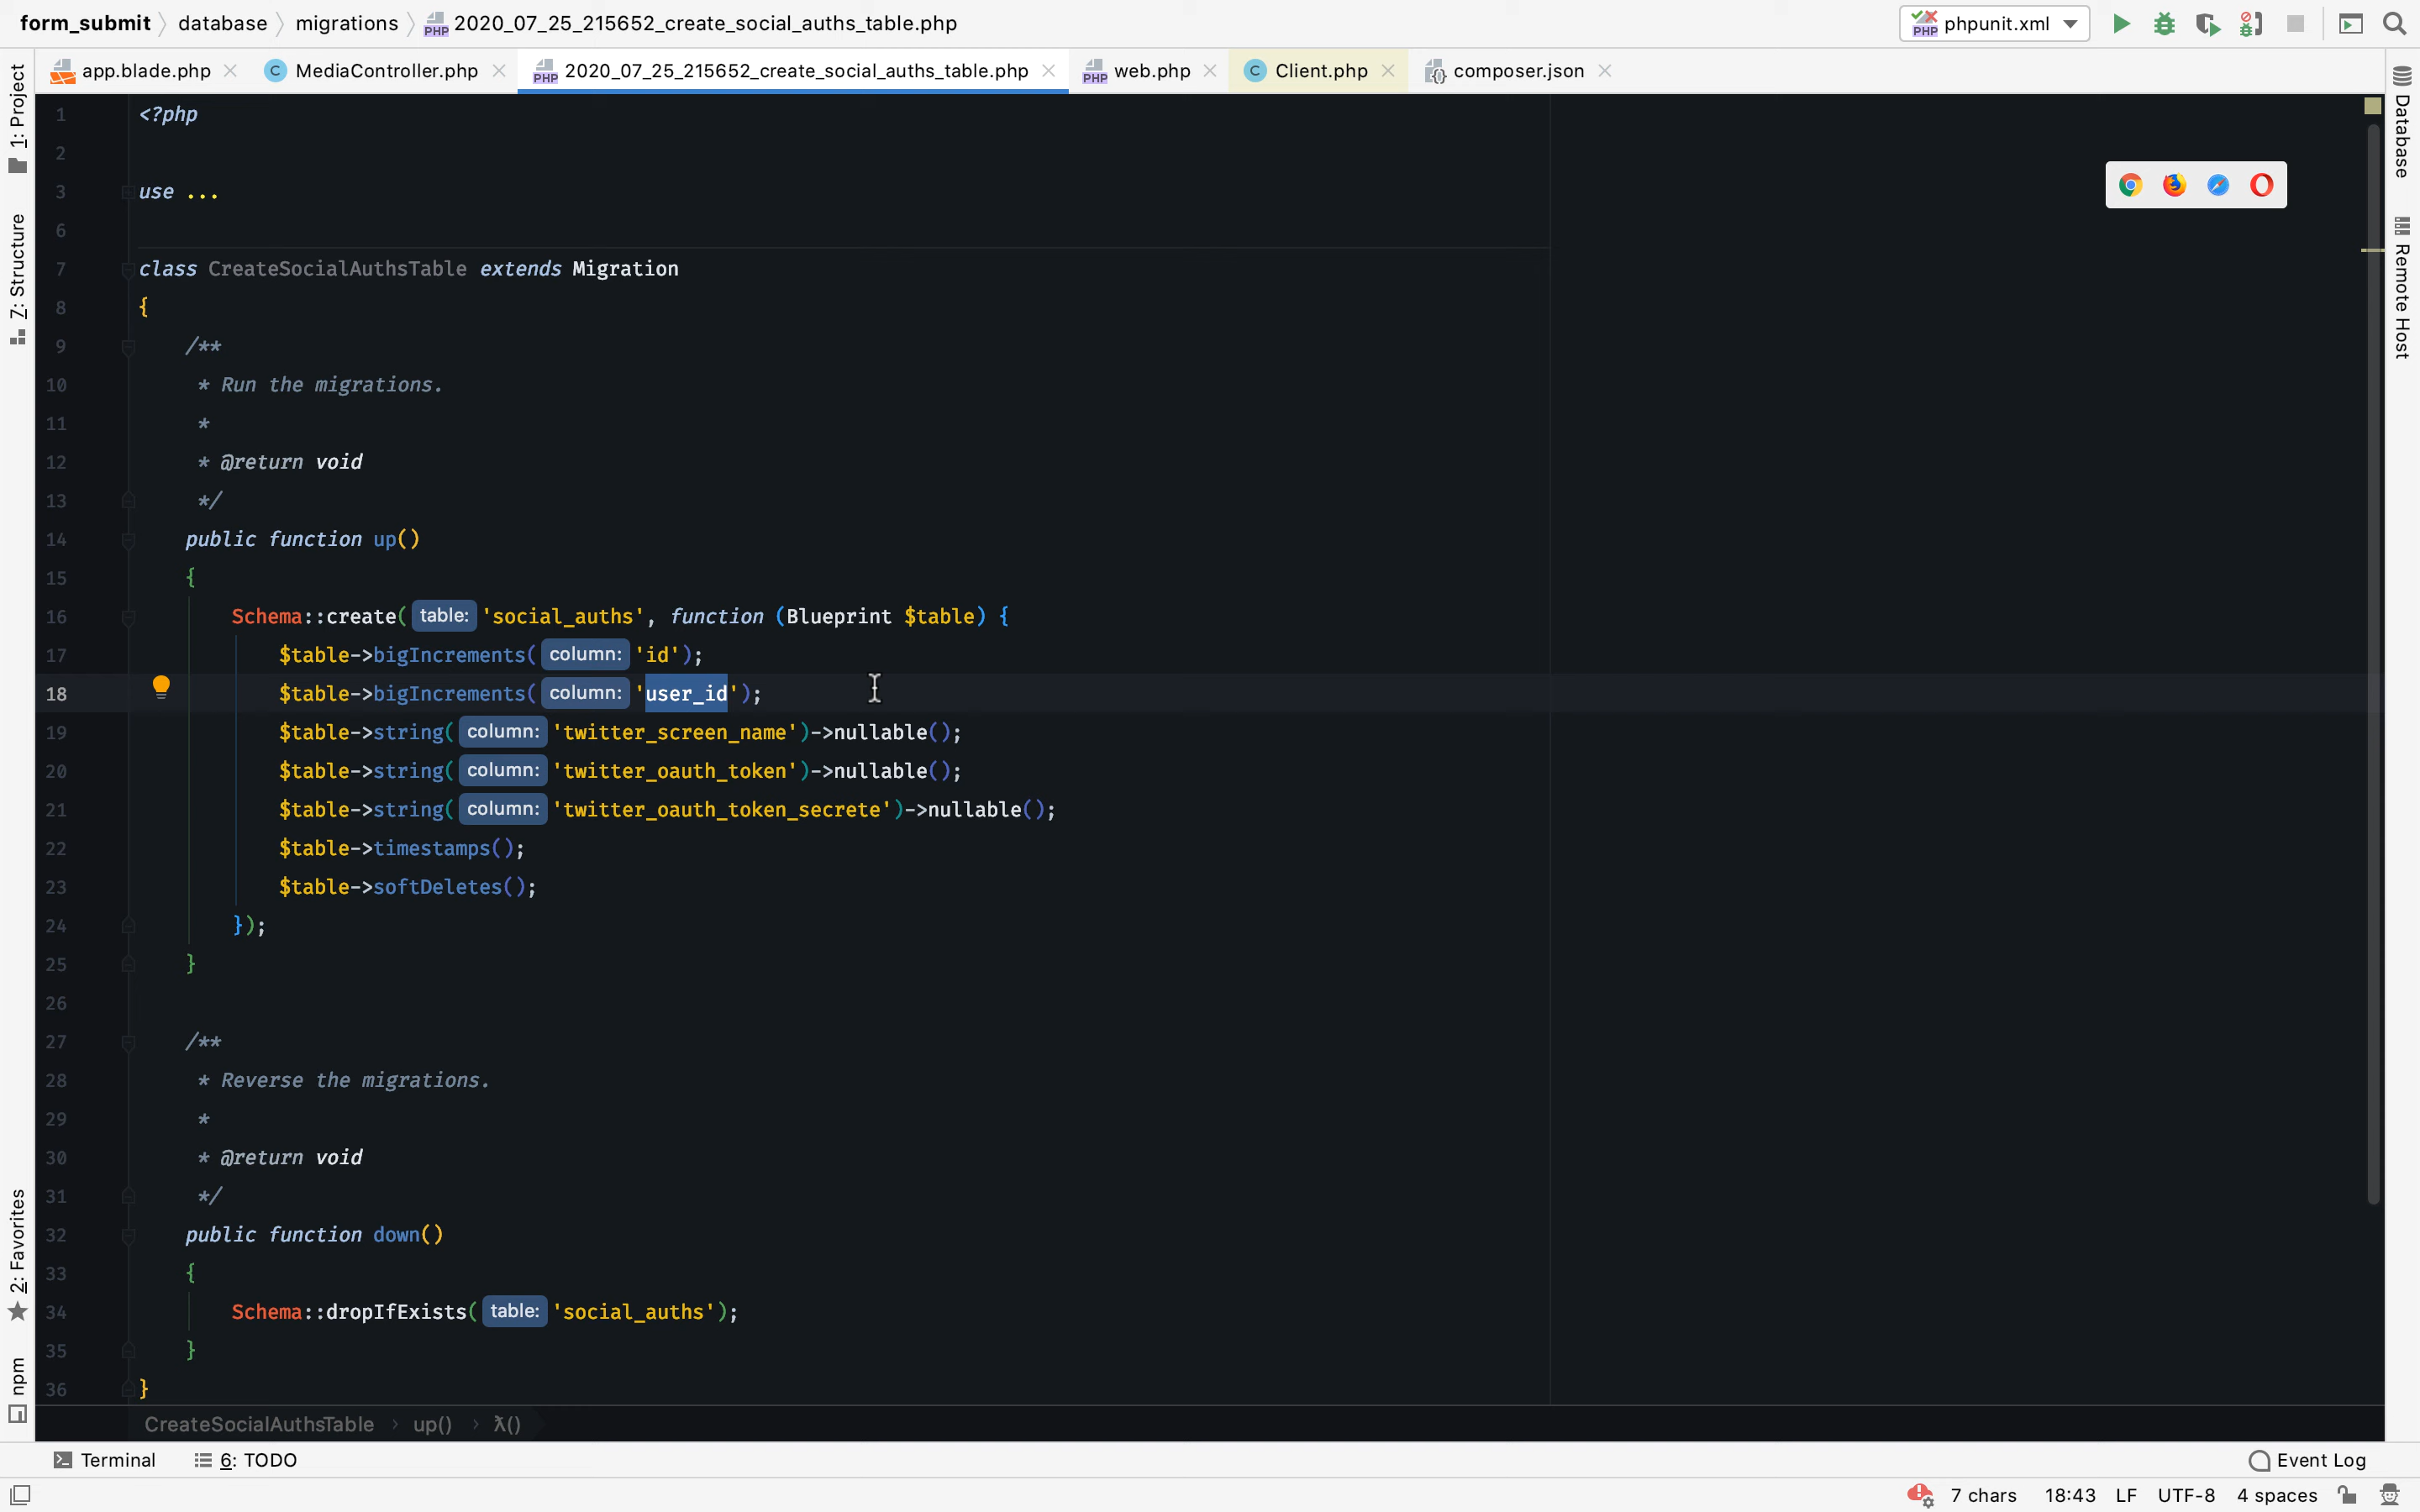 form_submit database migrations 2020_07_25_215652_create_social_auths_table.php phpunit.xml
app.blade.php MediaController.php 2020_07_25_215652_create_social_auths_table.php web.php Client.php composer.json
1: Project
7: Structure
2: Favorites
npm
Database
Remote Host
1 <?php
2
3 use ...
6
7 class CreateSocialAuthsTable extends Migration
8 {
9 /**
10 * Run the migrations.
11 *
12 * @return void
13 */
14 public function up()
15 {
16 Schema::create( table: 'social_auths', function (Blueprint $table) {
17 $table->bigIncrements( column: 'id');
18 $table->bigIncrements( column: 'user_id');
19 $table->string( column: 'twitter_screen_name')->nullable();
20 $table->string( column: 'twitter_oauth_token')->nullable();
21 $table->string( column: 'twitter_oauth_token_secrete')->nullable();
22 $table->timestamps();
23 $table->softDeletes();
24 });
25 }
26
27 /**
28 * Reverse the migrations.
29 *
30 * @return void
31 */
32 public function down()
33 {
34 Schema::dropIfExists( table: 'social_auths');
35 }
36 }
CreateSocialAuthsTable › up() › λ()
Terminal 6: TODO Event Log
7 chars 18:43 LF UTF-8 4 spaces